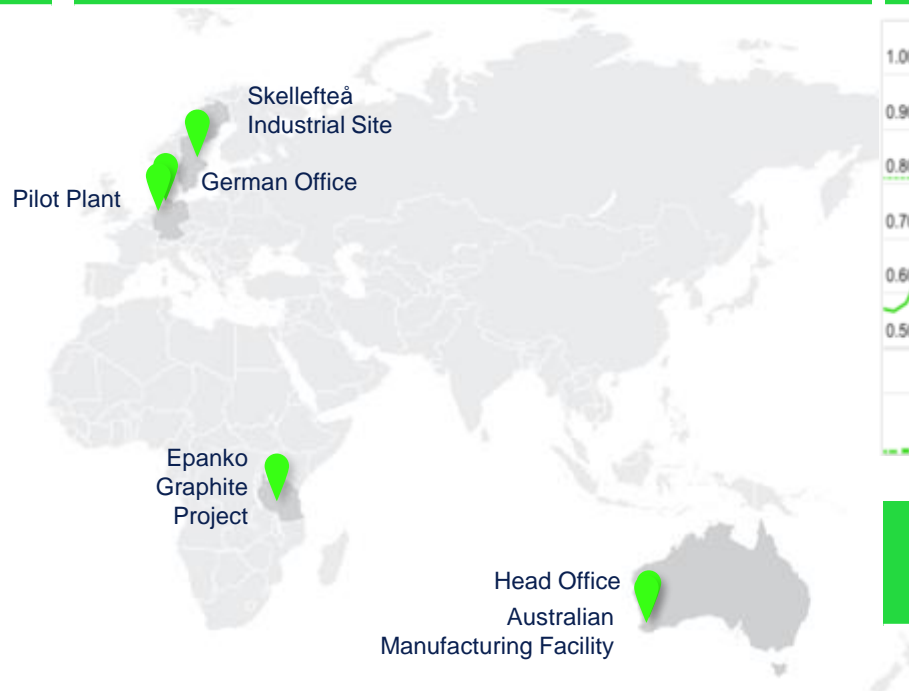 Skellefteå
Industrial Site
German Office
Pilot Plant
Epanko
Graphite
Project
Head Office
Australian
Manufacturing Facility